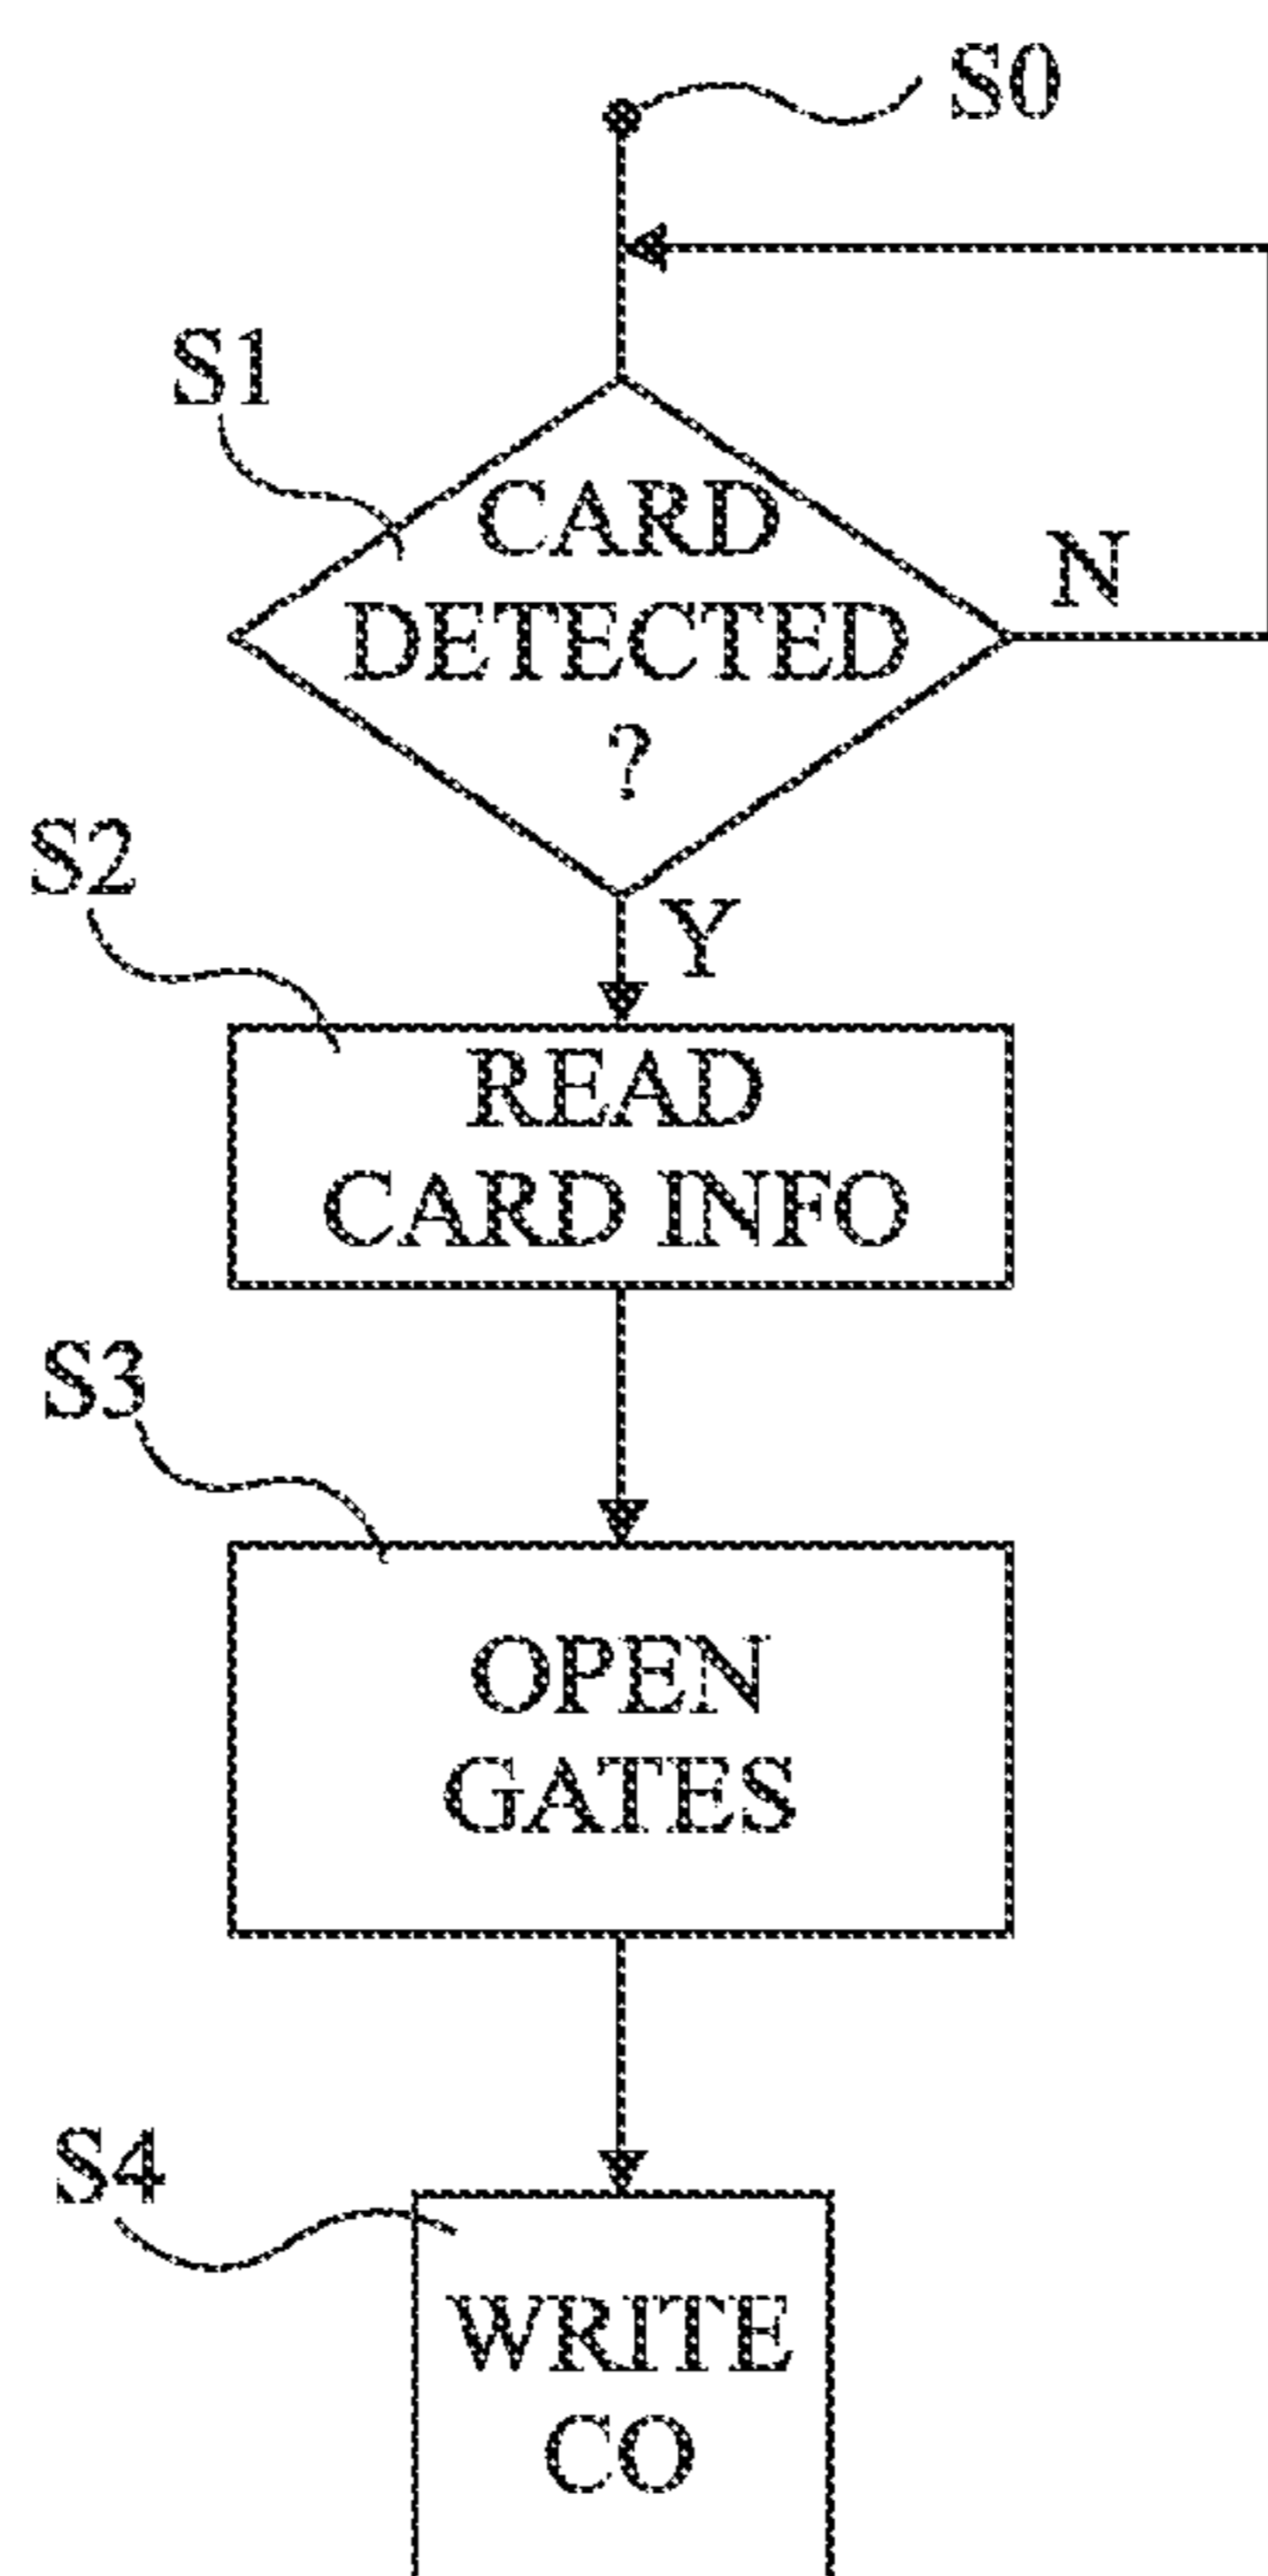 S0
S1
CARD
DETECTED
?
N
Y
S2
READ
CARD INFO
S3
OPEN
GATES
S4
WRITE
CO